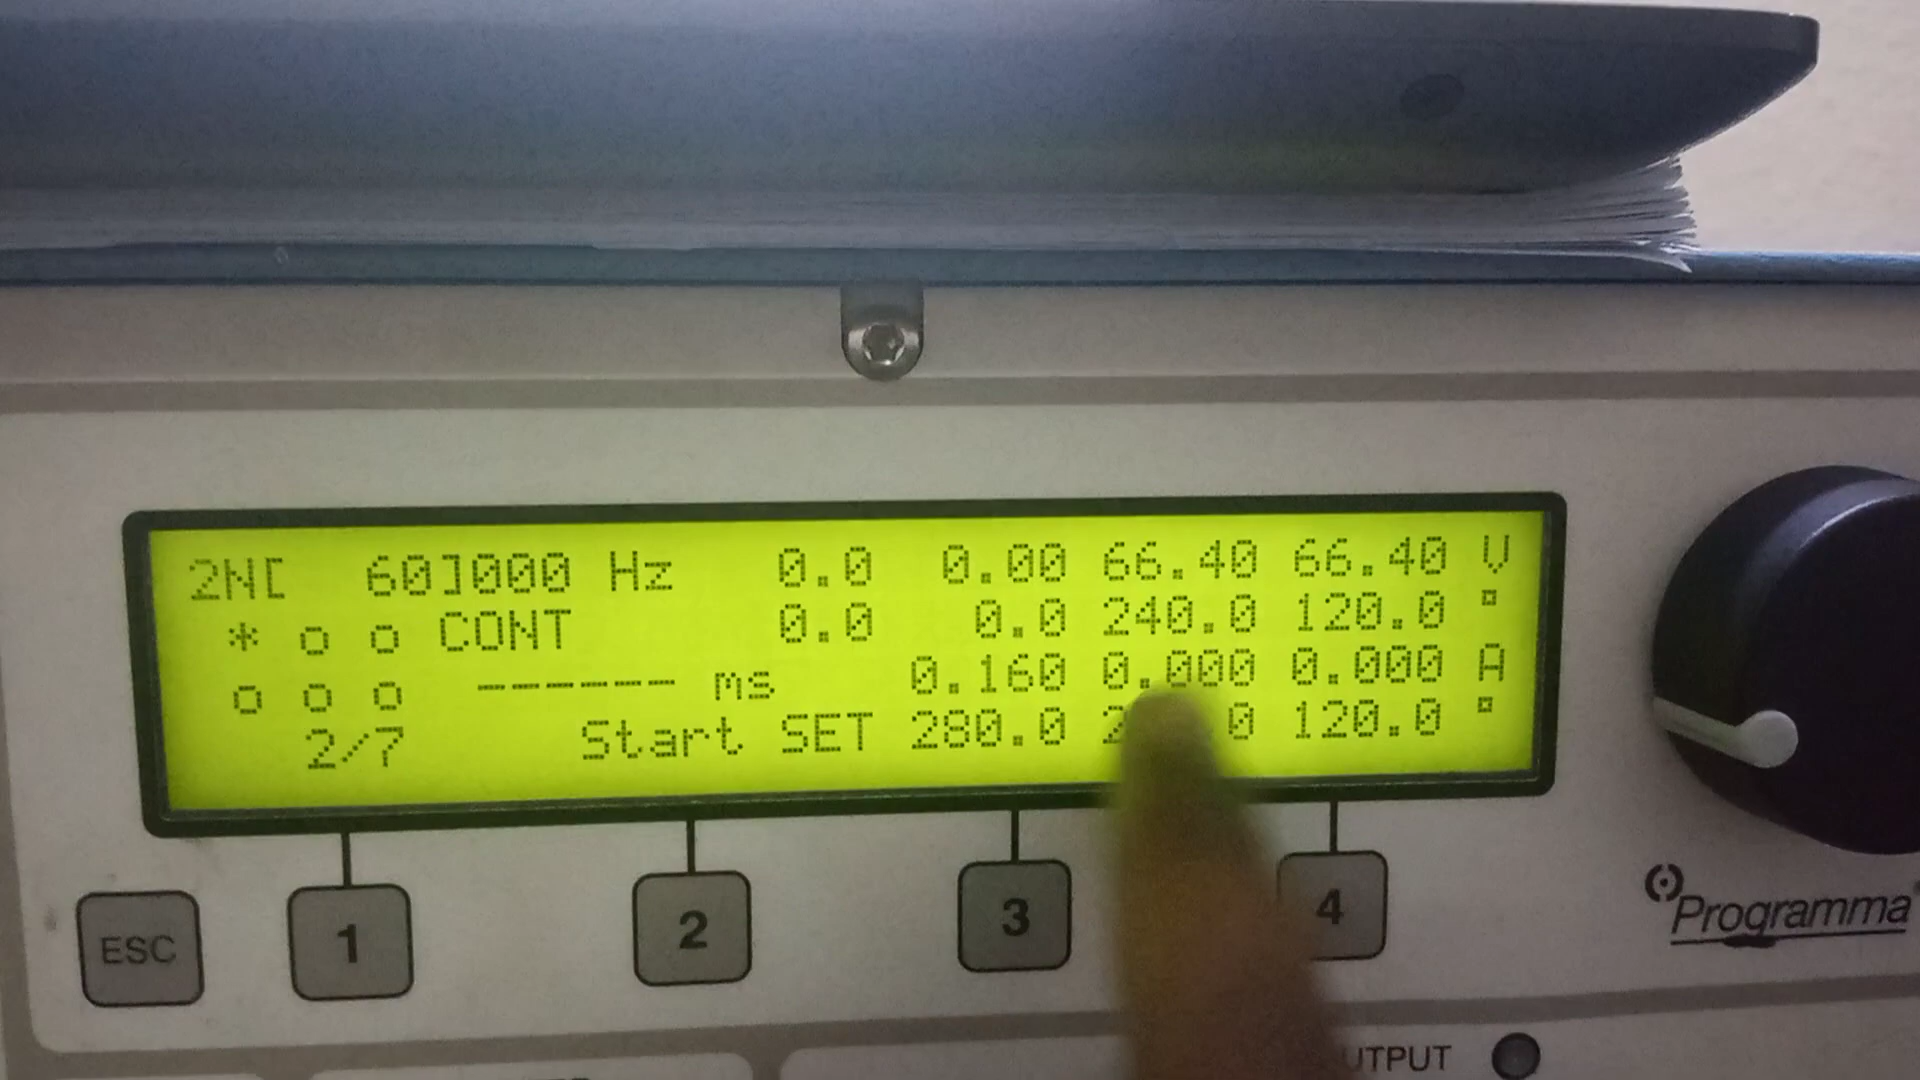 2N[ 60]000 Hz 0.0 0.00 66.40 66.40 V
* o o CONT 0.0 0.0 240.0 120.0 °
o o o ------ ms 0.160 0.000 0.000 A
2/7 Start SET 280.0 2 0 120.0 °
ESC 1 2 3 4
Programma